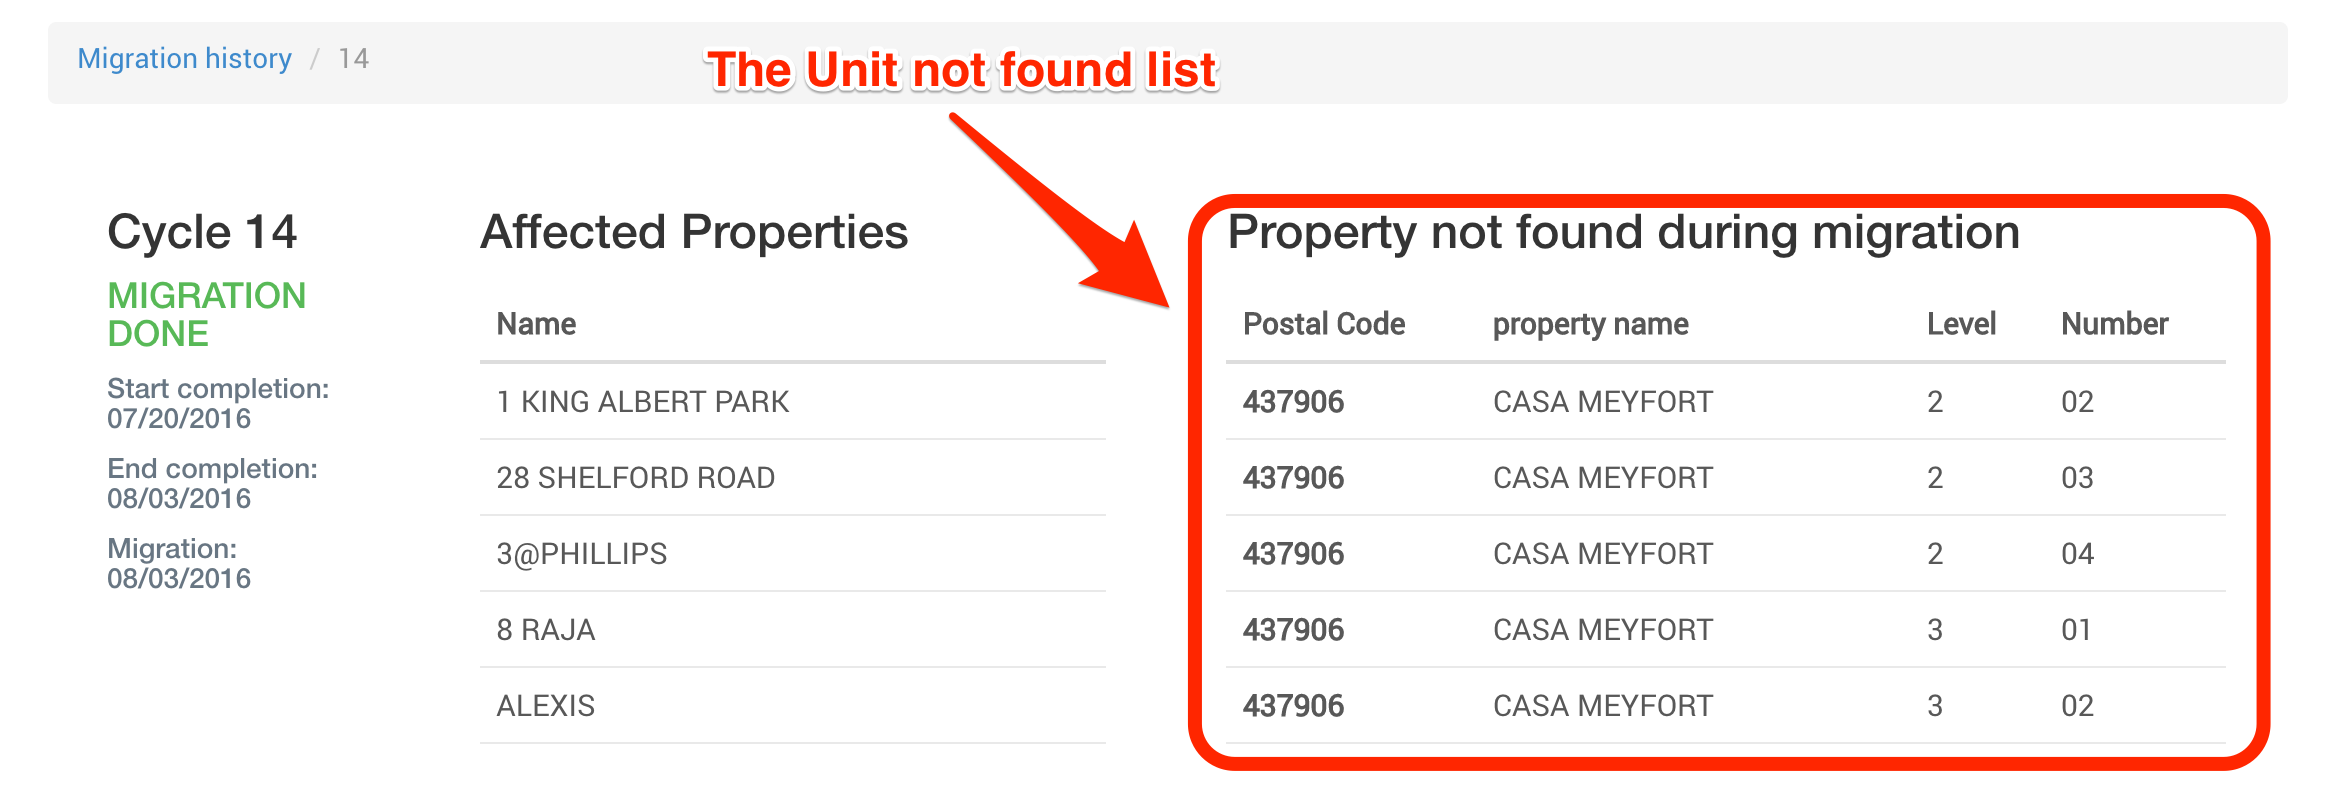 Migration history / 14
The Unit not found list
Cycle 14
MIGRATION
DONE
Start completion:
07/20/2016
End completion:
08/03/2016
Migration:
08/03/2016
Affected Properties
Name
1 KING ALBERT PARK
28 SHELFORD ROAD
3@PHILLIPS
8 RAJA
ALEXIS
Property not found during migration
Postal Code property name Level Number
437906 CASA MEYFORT 2 02
437906 CASA MEYFORT 2 03
437906 CASA MEYFORT 2 04
437906 CASA MEYFORT 3 01
437906 CASA MEYFORT 3 02